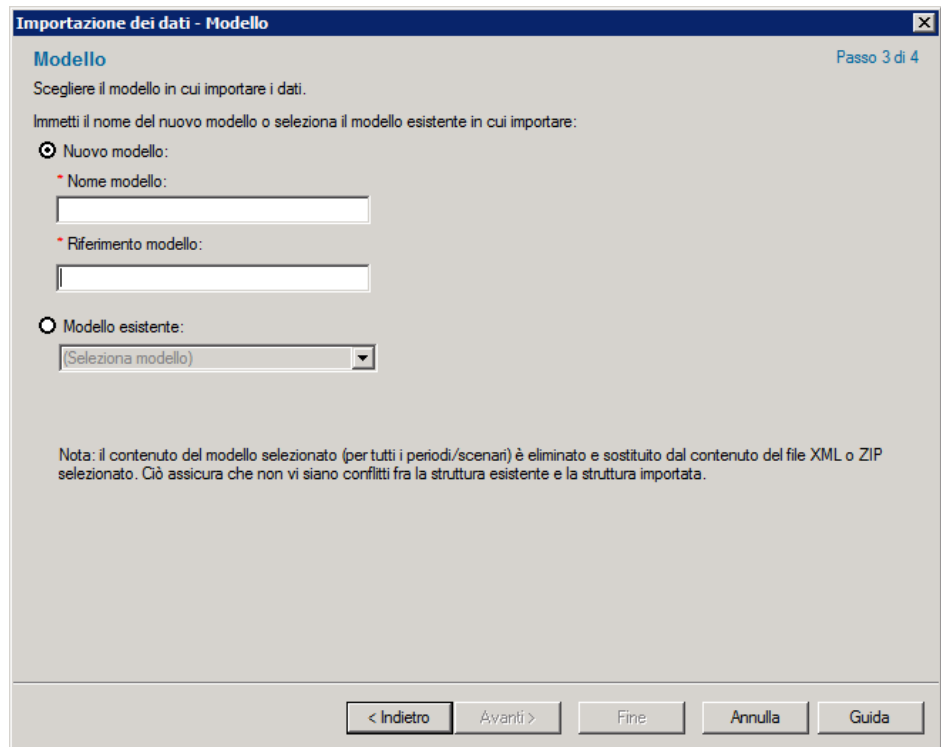 Importazione dei dati - Modello
Modello
Passo 3 di 4
Scegliere il modello in cui importare i dati.
Immetti il nome del nuovo modello o seleziona il modello esistente in cui importare:
Nuovo modello:
* Nome modello:
* Riferimento modello:
Modello esistente:
(Seleziona modello)
Nota: il contenuto del modello selezionato (per tutti i periodi/scenari) è eliminato e sostituito dal contenuto del file XML o ZIP
selezionato. Ciò assicura che non vi siano conflitti fra la struttura esistente e la struttura importata.
< Indietro
Avanti >
Fine
Annulla
Guida